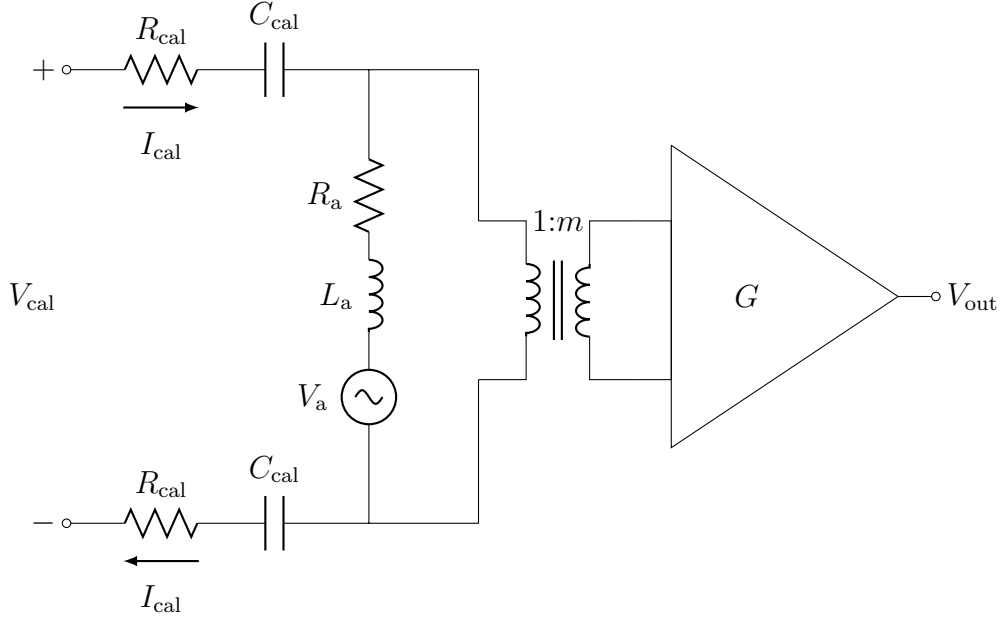 C_cal
R_cal
+
I_cal
R_a
1:m
L_a
V_cal
G
V_out
V_a
C_cal
R_cal
−
I_cal